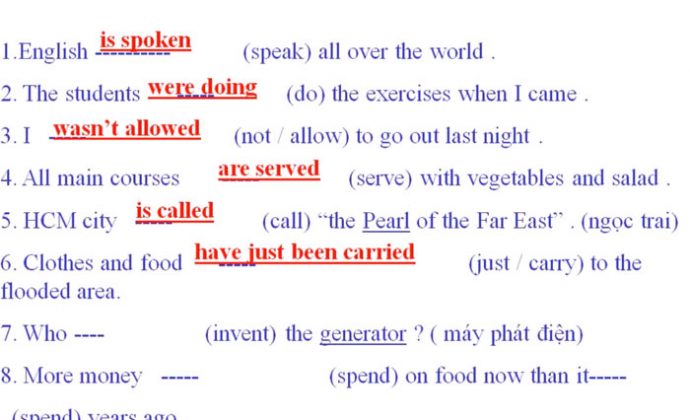 1.English is spoken ---------- (speak) all over the world .
2. The students were doing ----- (do) the exercises when I came .
3. I wasn't allowed ----- (not / allow) to go out last night .
4. All main courses are served ----- (serve) with vegetables and salad .
5. HCM city is called ----- (call) “the Pearl of the Far East” . (ngọc trai)
6. Clothes and food have just been carried ----- (just / carry) to the
flooded area.
7. Who ---- (invent) the generator ? ( máy phát điện)
8. More money ----- (spend) on food now than it-----
(spend) years ago